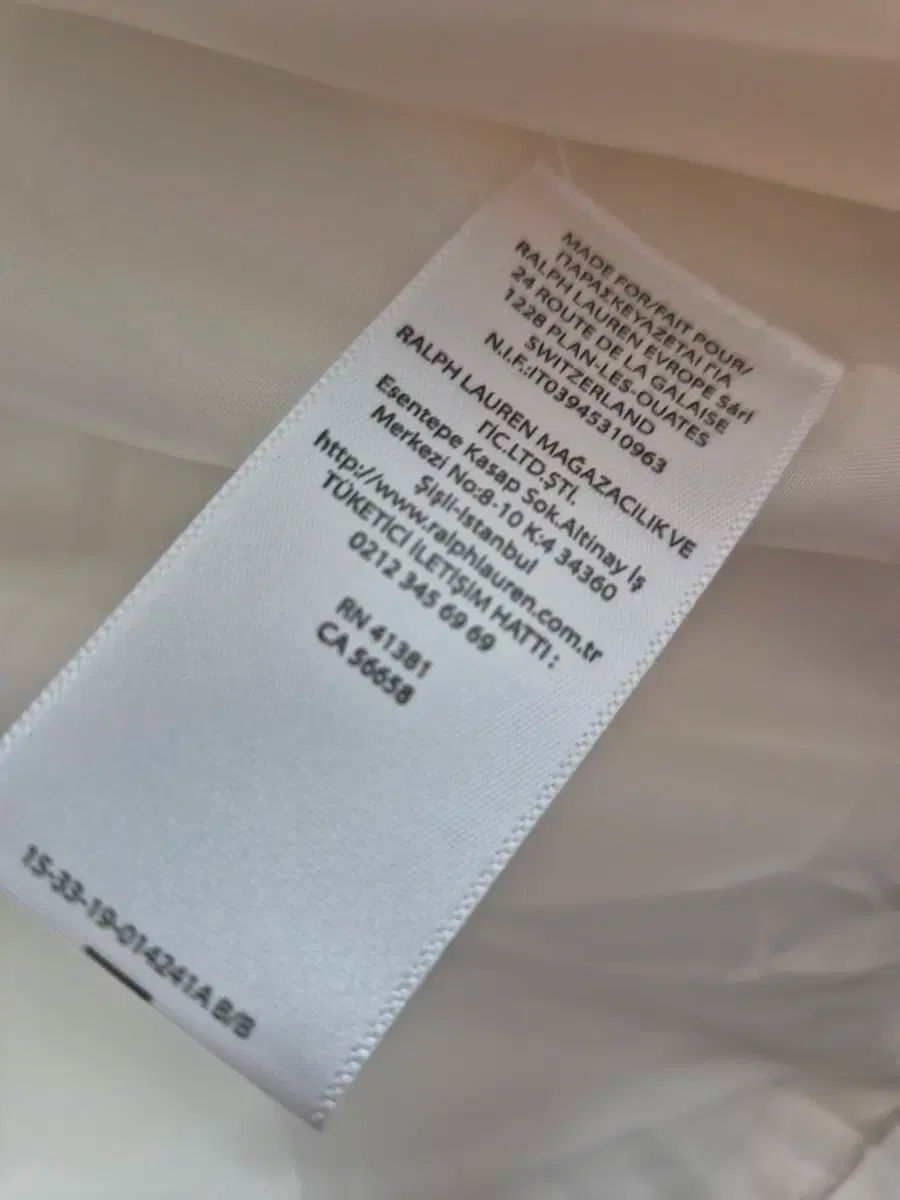 MADE FOR/FAIT POUR/
ΠΑΡΑΣΚΕΥΑΖΕΤΑΙ ΓΙΑ
RALPH LAUREN EVROPE Sárl
24 ROUTE DE LA GALAISE
1228 PLAN-LES-OUATES
SWITZERLAND
N.I.F.:IT03945310963
RALPH LAUREN MAĞAZACILIK VE
TİC.LTD.ŞTİ.
Esentepe Kasap Sok.Altinay İş
Merkezi No:8-10 K:4 34360
Şişli-Istanbul
http://www.ralphlauren.com.tr
TÜKETİCİ İLETİŞİM HATTI :
0212 345 69 69
RN 41381
CA 56658
15-33-19-014241A B/B